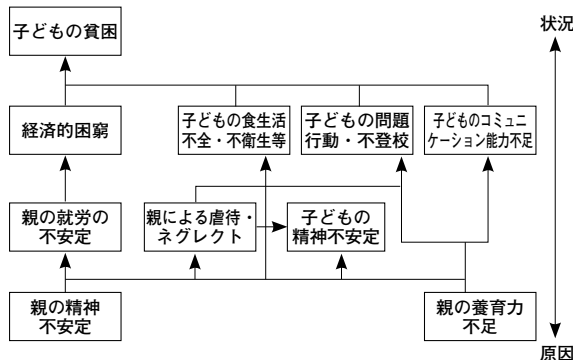 子どもの貧困
状況
経済的困窮
子どもの食生活
不全・不衛生等
子どもの問題
行動・不登校
子どものコミュニ
ケーション能力不足
親の就労の
不安定
親による虐待・
ネグレクト
子どもの
精神不安定
親の精神
不安定
親の養育力
不足
原因